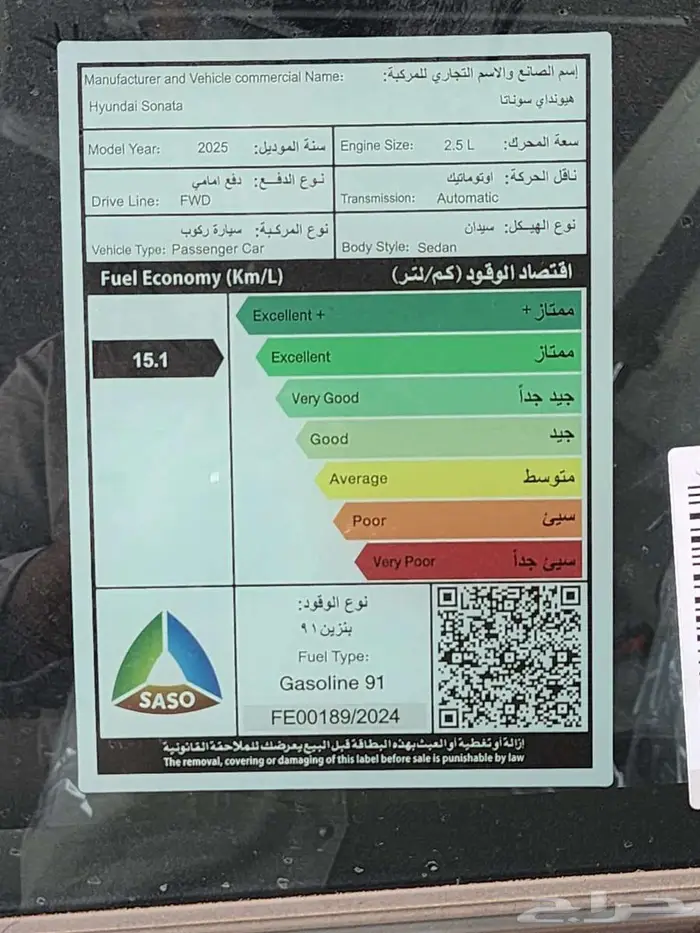 Manufacturer and Vehicle commercial Name: إسم الصانع والاسم التجاري للمركبة:
Hyundai Sonata هيونداي سوناتا
Model Year: 2025 سنة الموديل: Engine Size: 2.5 L سعة المحرك:
نوع الدفـــع: دفع امامي ناقل الحركة: اوتوماتيك
Drive Line: FWD Transmission: Automatic
نوع المركبة: سيارة ركوب نوع الهيكل: سيدان
Vehicle Type: Passenger Car Body Style: Sedan
Fuel Economy (Km/L) اقتصاد الوقود (كم/لتر)
Excellent + ممتاز +
15.1 Excellent ممتاز
Very Good جيد جداً
Good جيد
Average متوسط
Poor سيئ
Very Poor سيئ جداً
نوع الوقود:
بنزين ٩١
Fuel Type:
Gasoline 91
SASO
FE00189/2024
إزالة أو تغطية أو العبث بهذه البطاقة قبل البيع يعرضك للملاحقة القانونية
The removal, covering or damaging of this label before sale is punishable by law
حراج